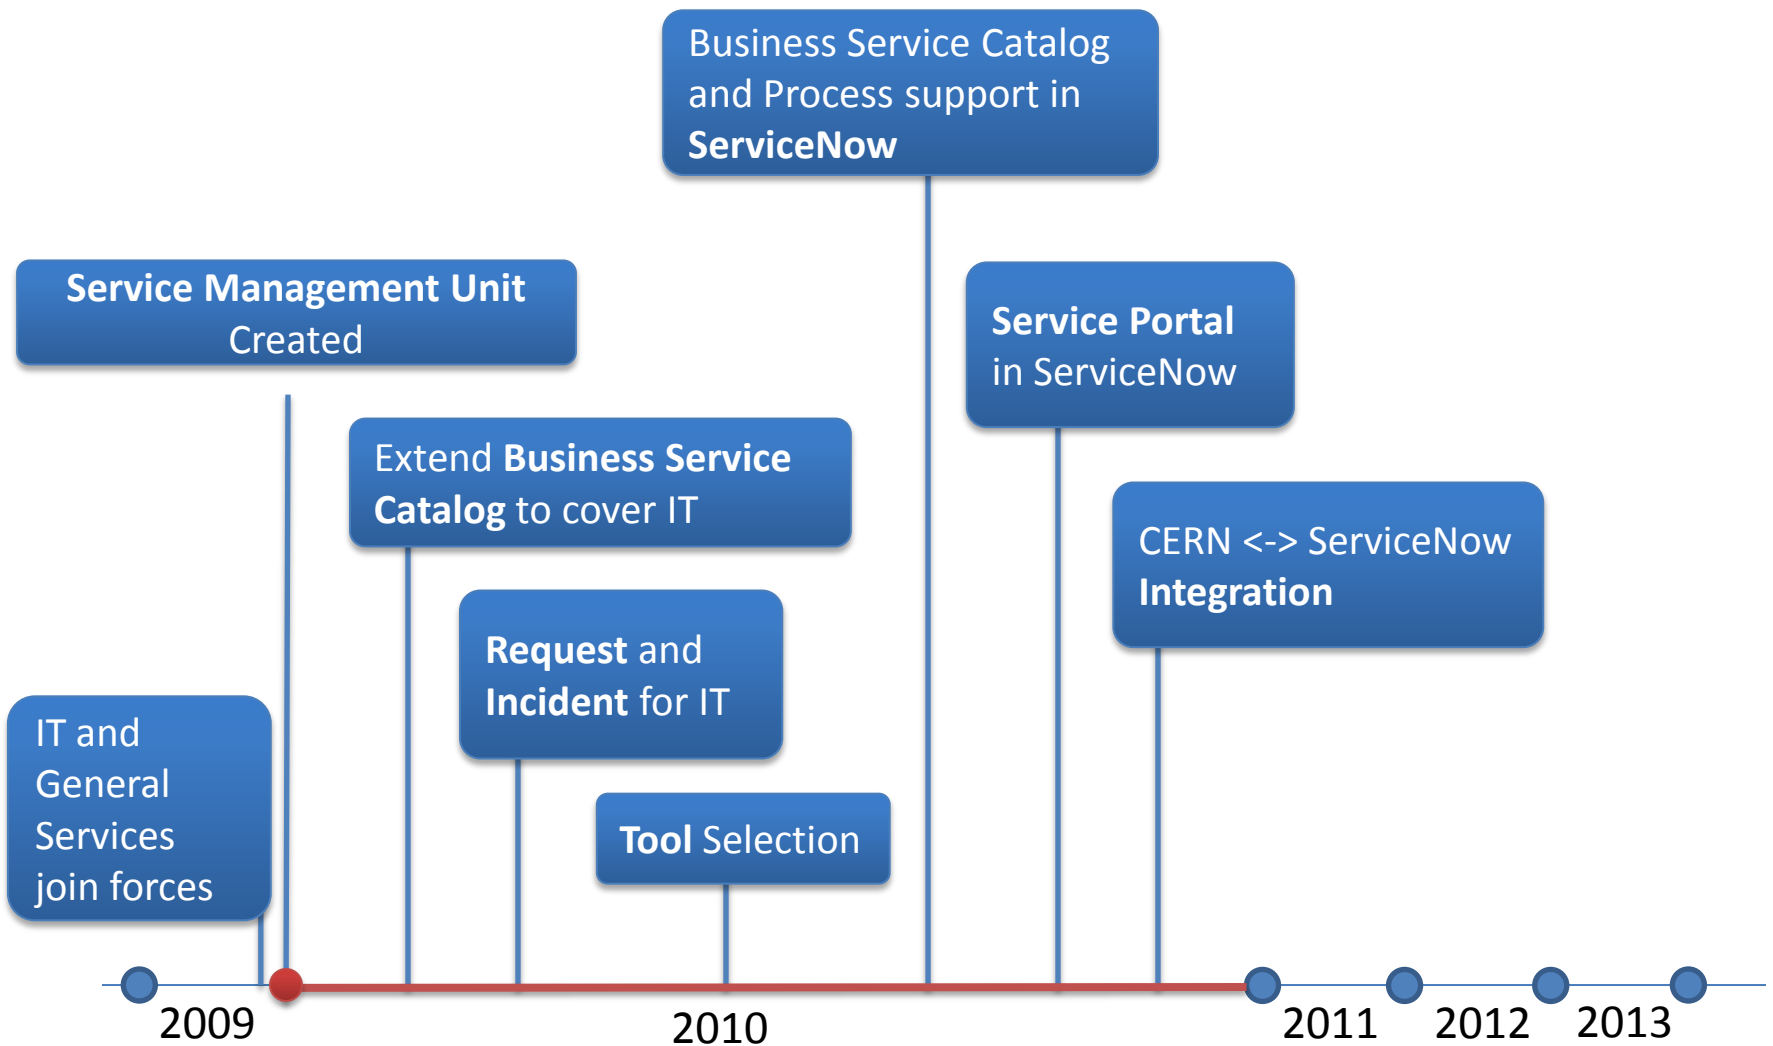 Business Service Catalog
and Process support in
ServiceNow
Service Management Unit
Created
Service Portal
in ServiceNow
Extend Business Service
Catalog to cover IT
CERN <-> ServiceNow
Integration
Request and
Incident for IT
IT and
General
Services
join forces
Tool Selection
2009
2010
2011
2012
2013